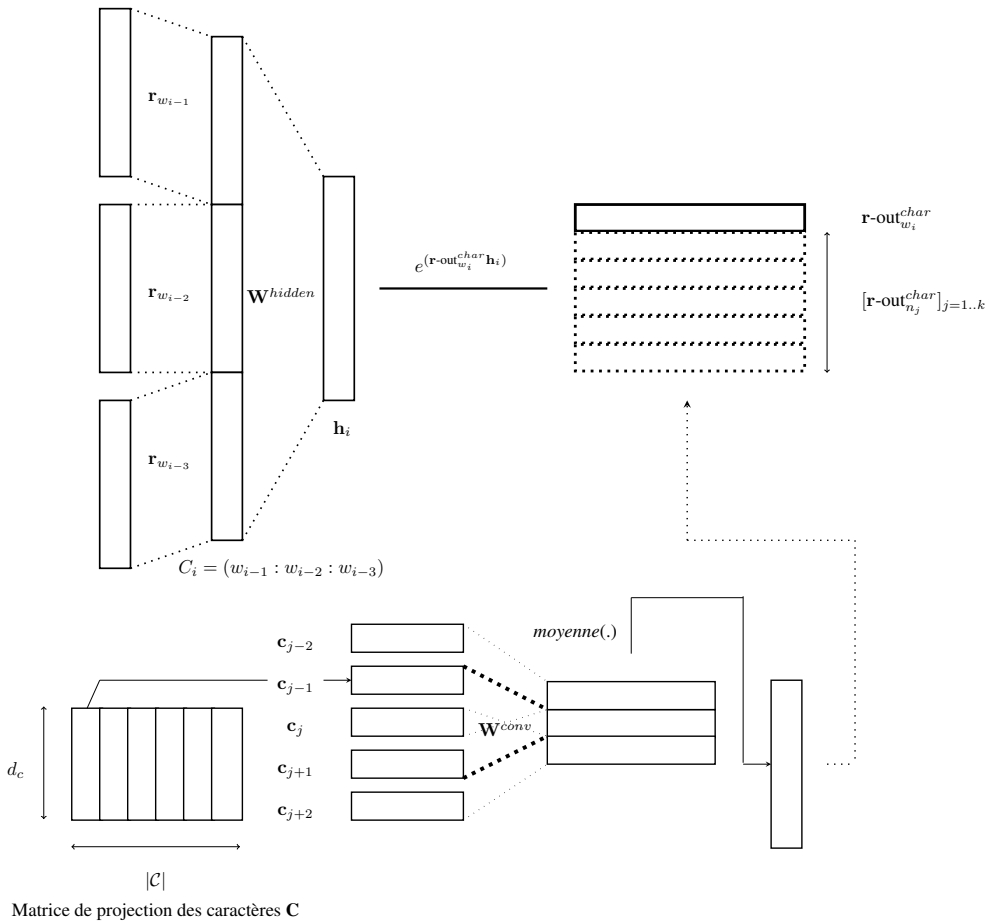 𝐫_{w_{i−1}}
𝐫_{w_{i−2}}
𝐖^{hidden}
𝐫_{w_{i−3}}
𝐡_i
C_i = (w_{i−1} : w_{i−2} : w_{i−3})
e^{(𝐫-out^{char}_{w_i} 𝐡_i)}
𝐫-out^{char}_{w_i}
[𝐫-out^{char}_{n_j}]_{j=1..k}
𝐜_{j−2}
𝐜_{j−1}
𝐜_j
𝐜_{j+1}
𝐜_{j+2}
𝐖^{conv}
moyenne(.)
d_c
|𝒞|
Matrice de projection des caractères 𝐂